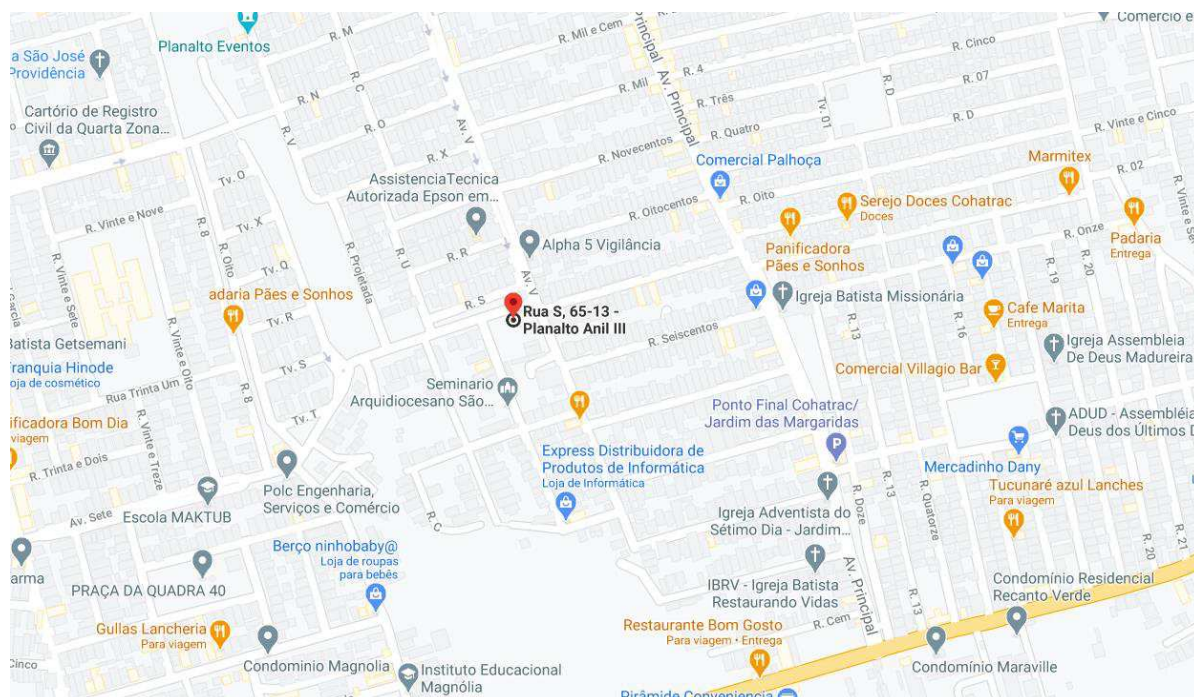 Planalto Eventos
R. M
R. Mil e Cem
Av. Principal
Comercio e
a São José
Providência
R. Cinco
R. C
R. 4
R. 07
Av. V
R. Mil
R. Três
R. D
Tv. 01
R. D
Cartório de Registro
Civil da Quarta Zona...
R. N
R. V
R. O
R. Quatro
R. Vinte e Cinco
Av. Principal
R. X
R. Novecentos
Comercial Palhoça
Marmitex
R. 02
Tv. O
AssistenciaTecnica
Autorizada Epson em...
R. Oito
Serejo Doces Cohatrac
Doces
R. Vinte e Nove
Tv. X
R. Oitocentos
R. 8
R. Oito
R. U
R. R
Alpha 5 Vigilância
Panificadora
Pães e Sonhos
R. Onze
Padaria
Entrega
R. Vinte e Sete
Tv. Q
R. Projetada
Av. V
R. 19
R. 20
adaria Pães e Sonhos
R. S
Rua S, 65-13 -
Planalto Anil III
Igreja Batista Missionária
Cafe Marita
Entrega
Garcia
Tv. R
R. 13
R. 16
Batista Getsemani
R. Vinte e Oito
R. Seiscentos
Igreja Assembleia
De Deus Madureira
ranquia Hinode
oja de cosmético
Tv. S
Comercial Villagio Bar
Rua Trinta Um
R. 8
Seminario
Arquidiocesano São...
Tv. T
Ponto Final Cohatrac/
Jardim das Margaridas
ADUD - Assembléia
Deus dos Últimos D
ificadora Bom Dia
viagem
R. Vinte e Treze
Express Distribuidora de
Produtos de Informática
Loja de Informática
Mercadinho Dany
R. Trinta e Dois
Polc Engenharia,
Serviços e Comércio
Tucunaré azul Lanches
Para viagem
R. 13
R. Doze
R. Quatorze
Escola MAKTUB
R. C
Igreja Adventista do
Sétimo Dia - Jardim...
Av. Sete
Berço ninhobaby@
Loja de roupas
para bebês
R. 20
R. 21
arma
PRAÇA DA QUADRA 40
IBRV - Igreja Batista
Restaurando Vidas
Av. Principal
R. 13
Condomínio Residencial
Recanto Verde
Gullas Lancheria
Para viagem
Restaurante Bom Gosto
Para viagem • Entrega
R. Cem
Cinco
Condominio Magnolia
Instituto Educacional
Magnólia
Condomínio Maraville
Pirâmide Conveniencia